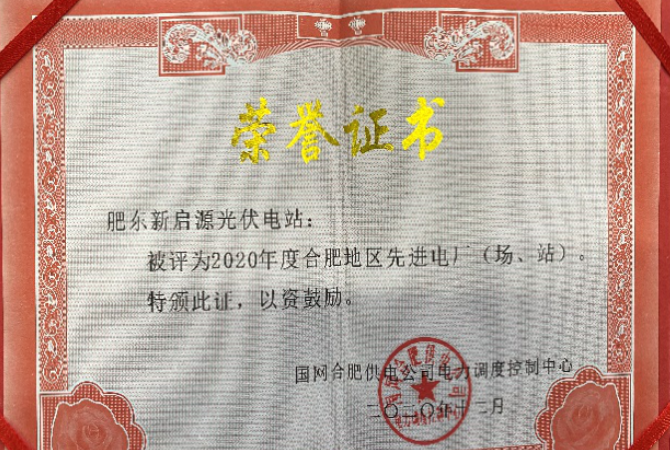 荣誉证书
肥东新启源光伏电站：
被评为2020年度合肥地区先进电厂（场、站）。
特颁此证，以资鼓励。
国网合肥供电公司电力调度控制中心
二〇二〇年十二月